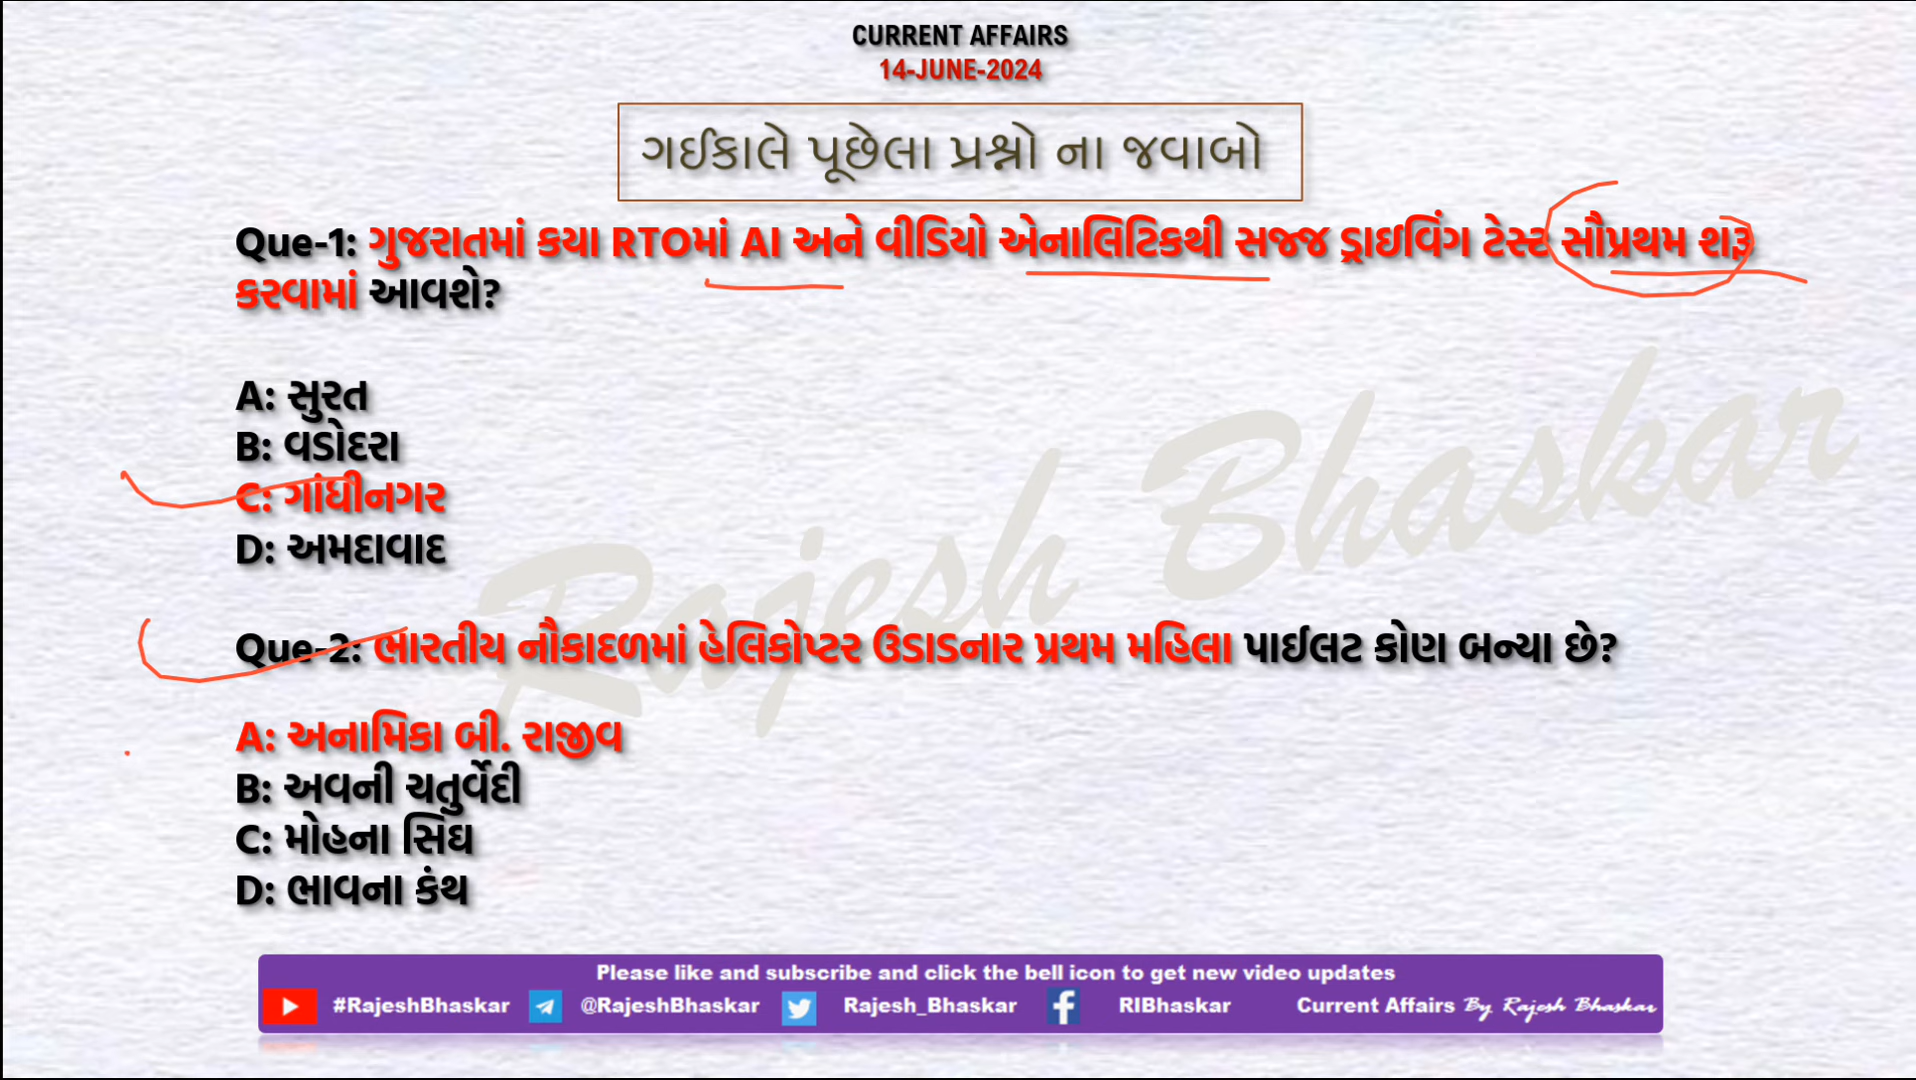 CURRENT AFFAIRS
14-JUNE-2024
ગઈકાલે પૂછેલા પ્રશ્નો ના જવાબો
Que-1: ગુજરાતમાં કયા RTOમાં AI અને વીડિયો એનાલિટિકથી સજ્જ ડ્રાઇવિંગ ટેસ્ટ સૌપ્રથમ શરૂ
કરવામાં આવશે?
A: સુરત
B: વડોદરા
C: ગાંધીનગર
D: અમદાવાદ
Que-2: ભારતીય નૌકાદળમાં હેલિકોપ્ટર ઉડાડનાર પ્રથમ મહિલા પાઈલટ કોણ બન્યા છે?
A: અનામિકા બી. રાજીવ
B: અવની ચતુર્વેદી
C: મોહના સિંઘ
D: ભાવના કંથ
Rajesh Bhaskar
Please like and subscribe and click the bell icon to get new video updates
#RajeshBhaskar @RajeshBhaskar Rajesh_Bhaskar RIBhaskar Current Affairs By Rajesh Bhaskar